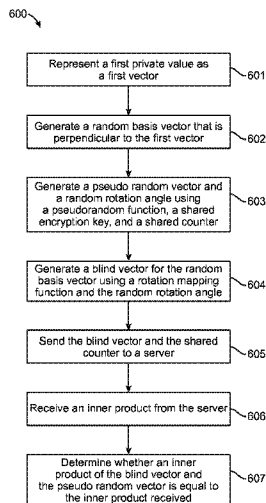 600
Represent a first private value as
a first vector
601
Generate a random basis vector that is
perpendicular to the first vector
602
Generate a pseudo random vector and
a random rotation angle using
a pseudorandom function, a shared
encryption key, and a shared counter
603
Generate a blind vector for the random
basis vector using a rotation mapping
function and the random rotation angle
604
Send the blind vector and the shared
counter to a server
605
Receive an inner product from the server
606
Determine whether an inner
product of the blind vector and
the pseudo random vector is equal to
the inner product received
607